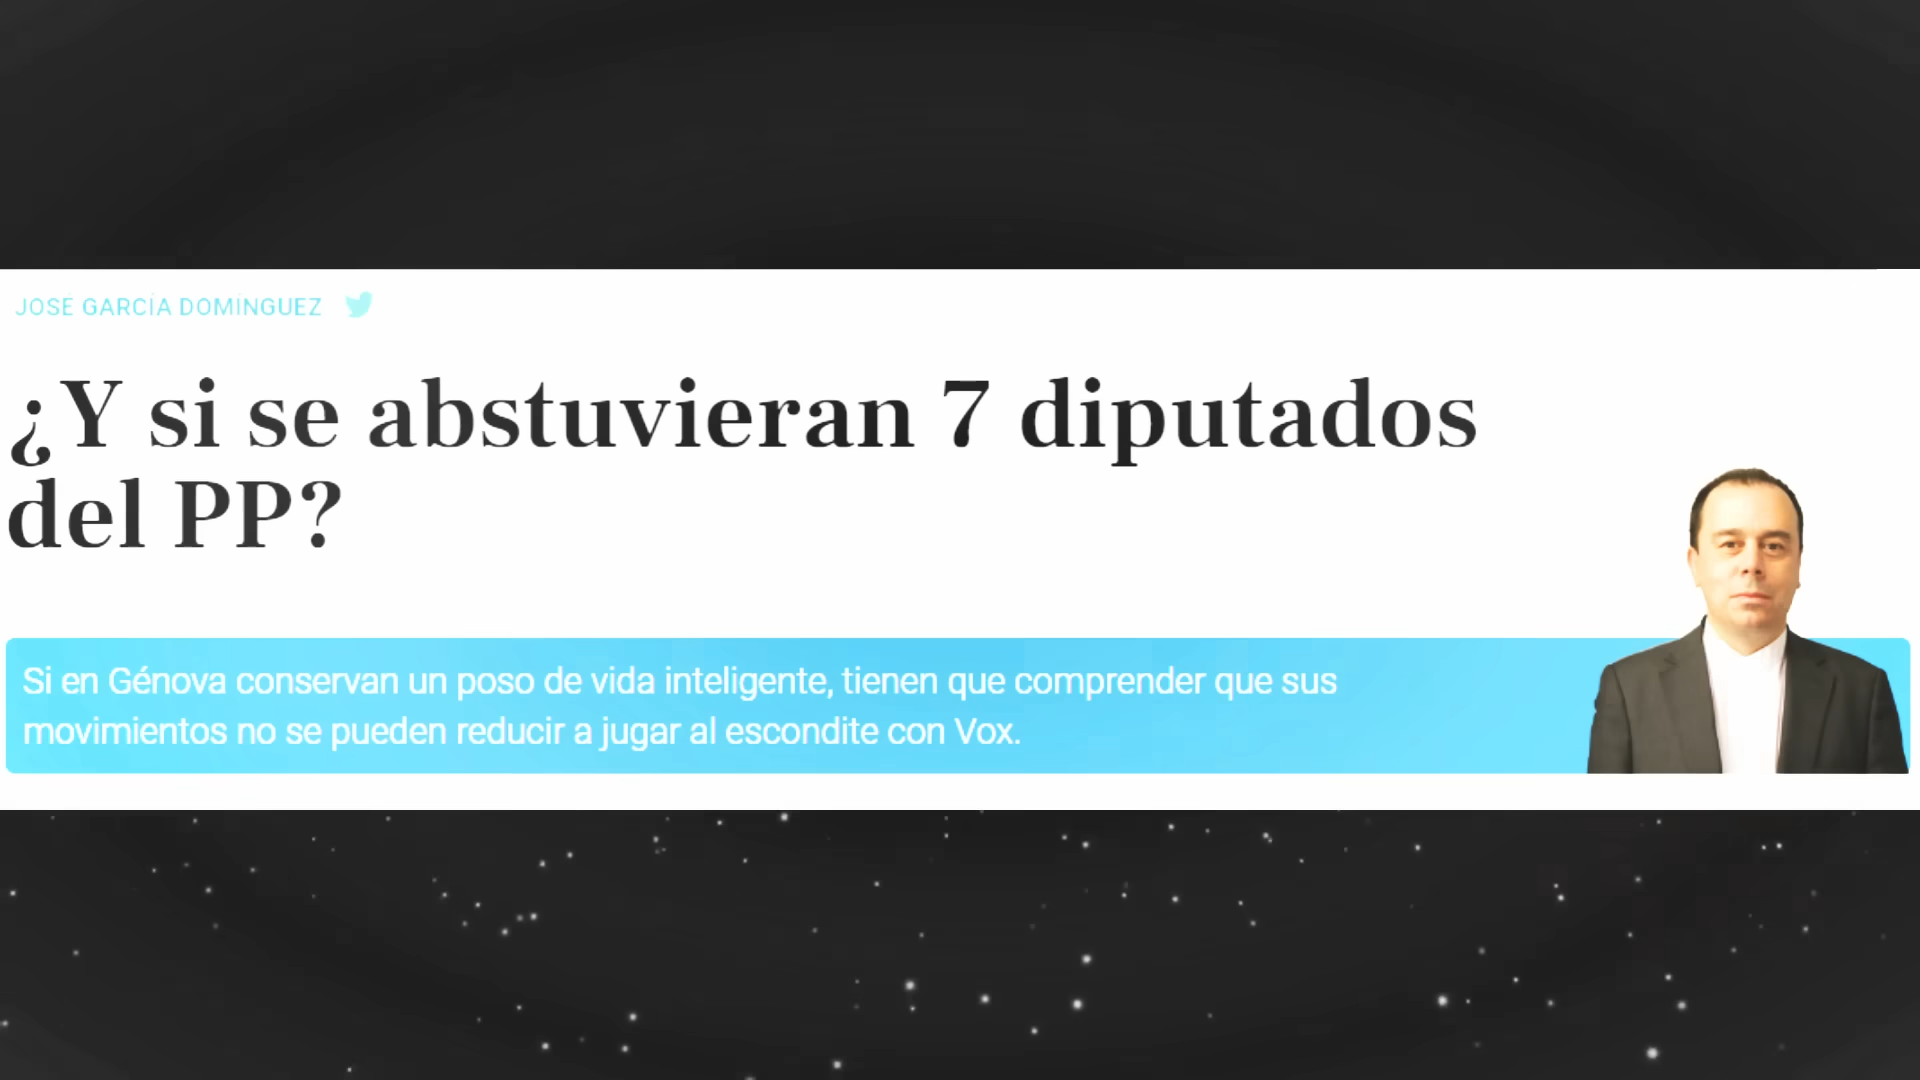 JOSE GARCÍA DOMINGUEZ
¿Y si se abstuvieran 7 diputados
del PP?
Si en Génova conservan un poso de vida inteligente, tienen que comprender que sus
movimientos no se pueden reducir a jugar al escondite con Vox.